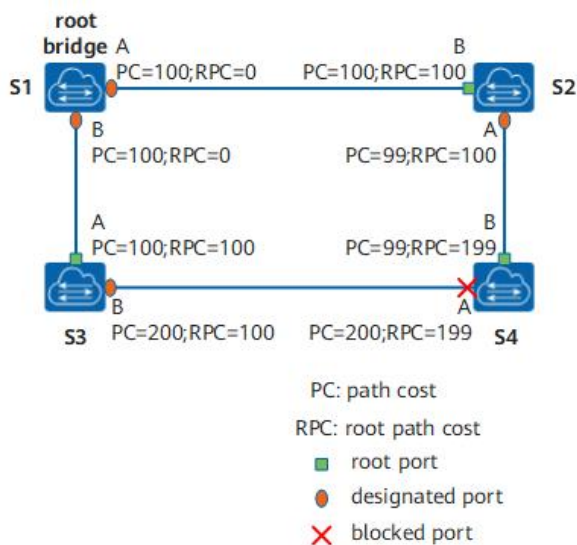 root
bridge
A
B
PC=100;RPC=0
PC=100;RPC=100
S1
S2
B
A
PC=100;RPC=0
PC=99;RPC=100
A
B
PC=100;RPC=100
PC=99;RPC=199
B
A
S3
PC=200;RPC=100
PC=200;RPC=199
S4
PC: path cost
RPC: root path cost
root port
designated port
blocked port